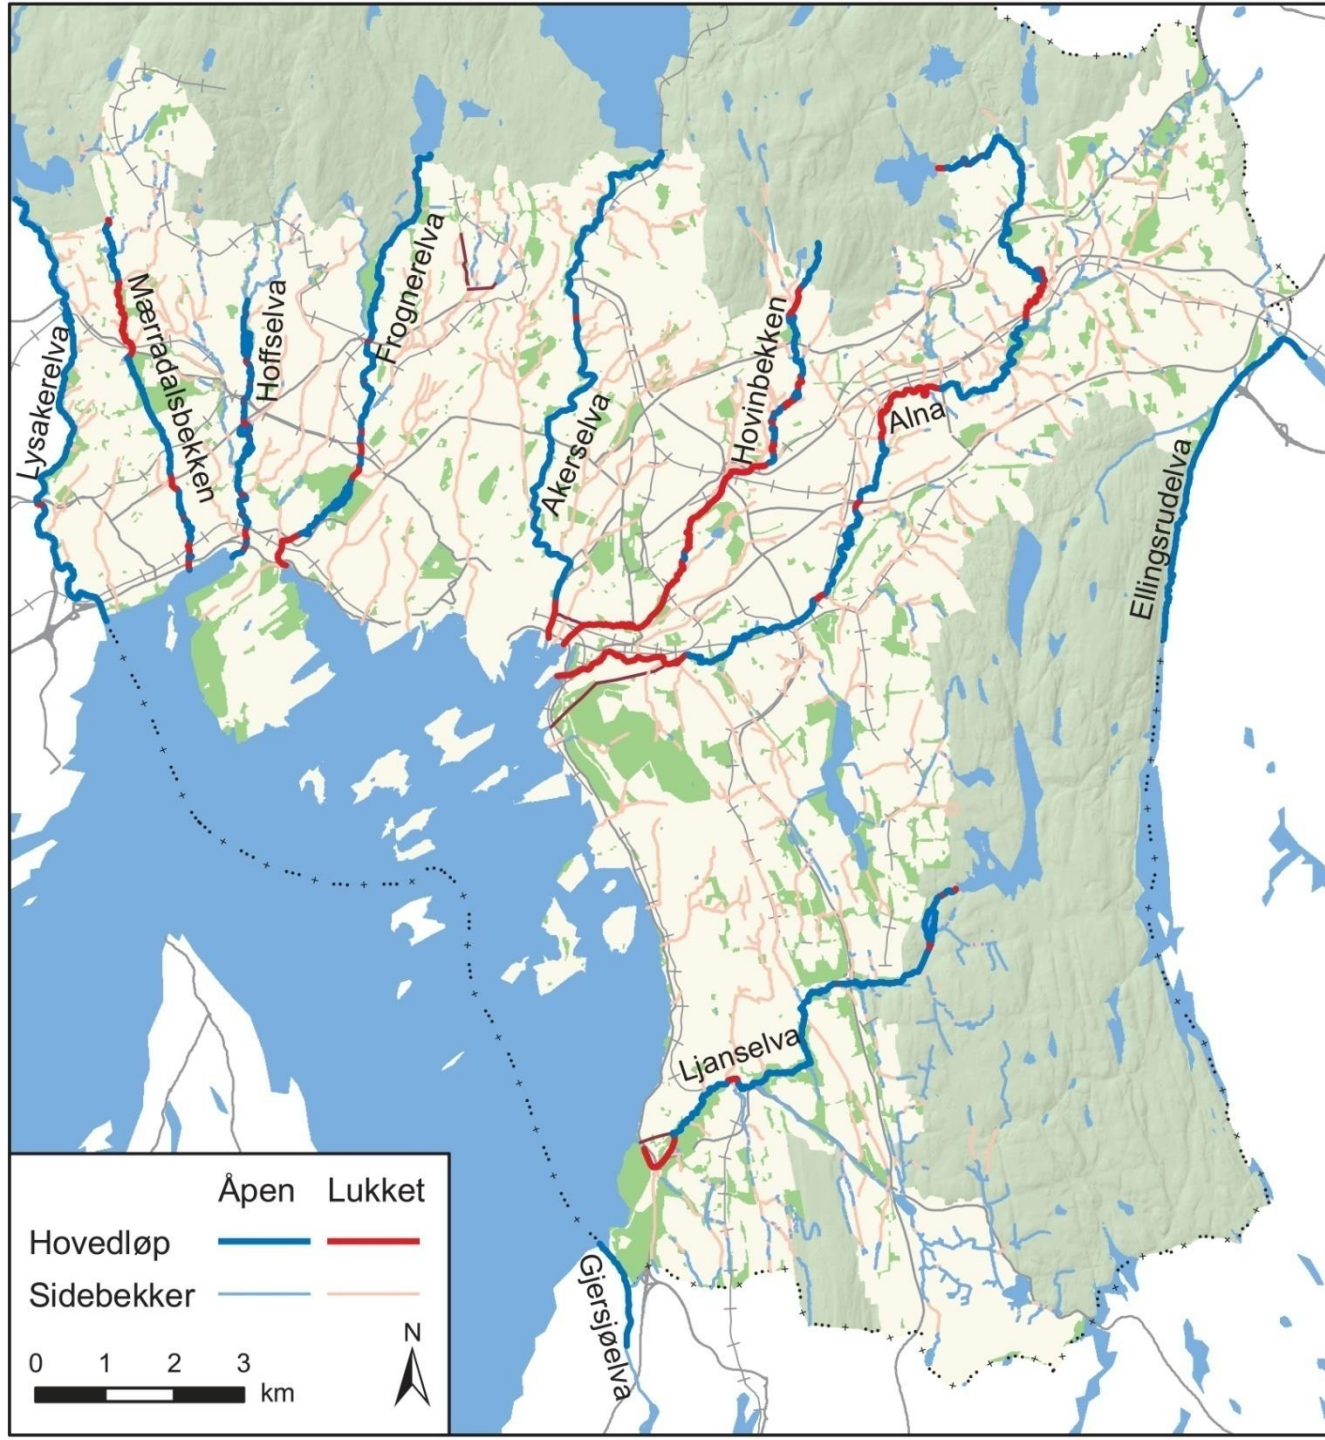 Lysakerelva
Mærradalsbekken
Hoffselva
Frognerelva
Akerselva
Hovinbekken
Alna
Ellingsrudelva
Ljanselva
Gjersjøelva
Åpen Lukket
Hovedløp
Sidebekker
N
0 1 2 3 km